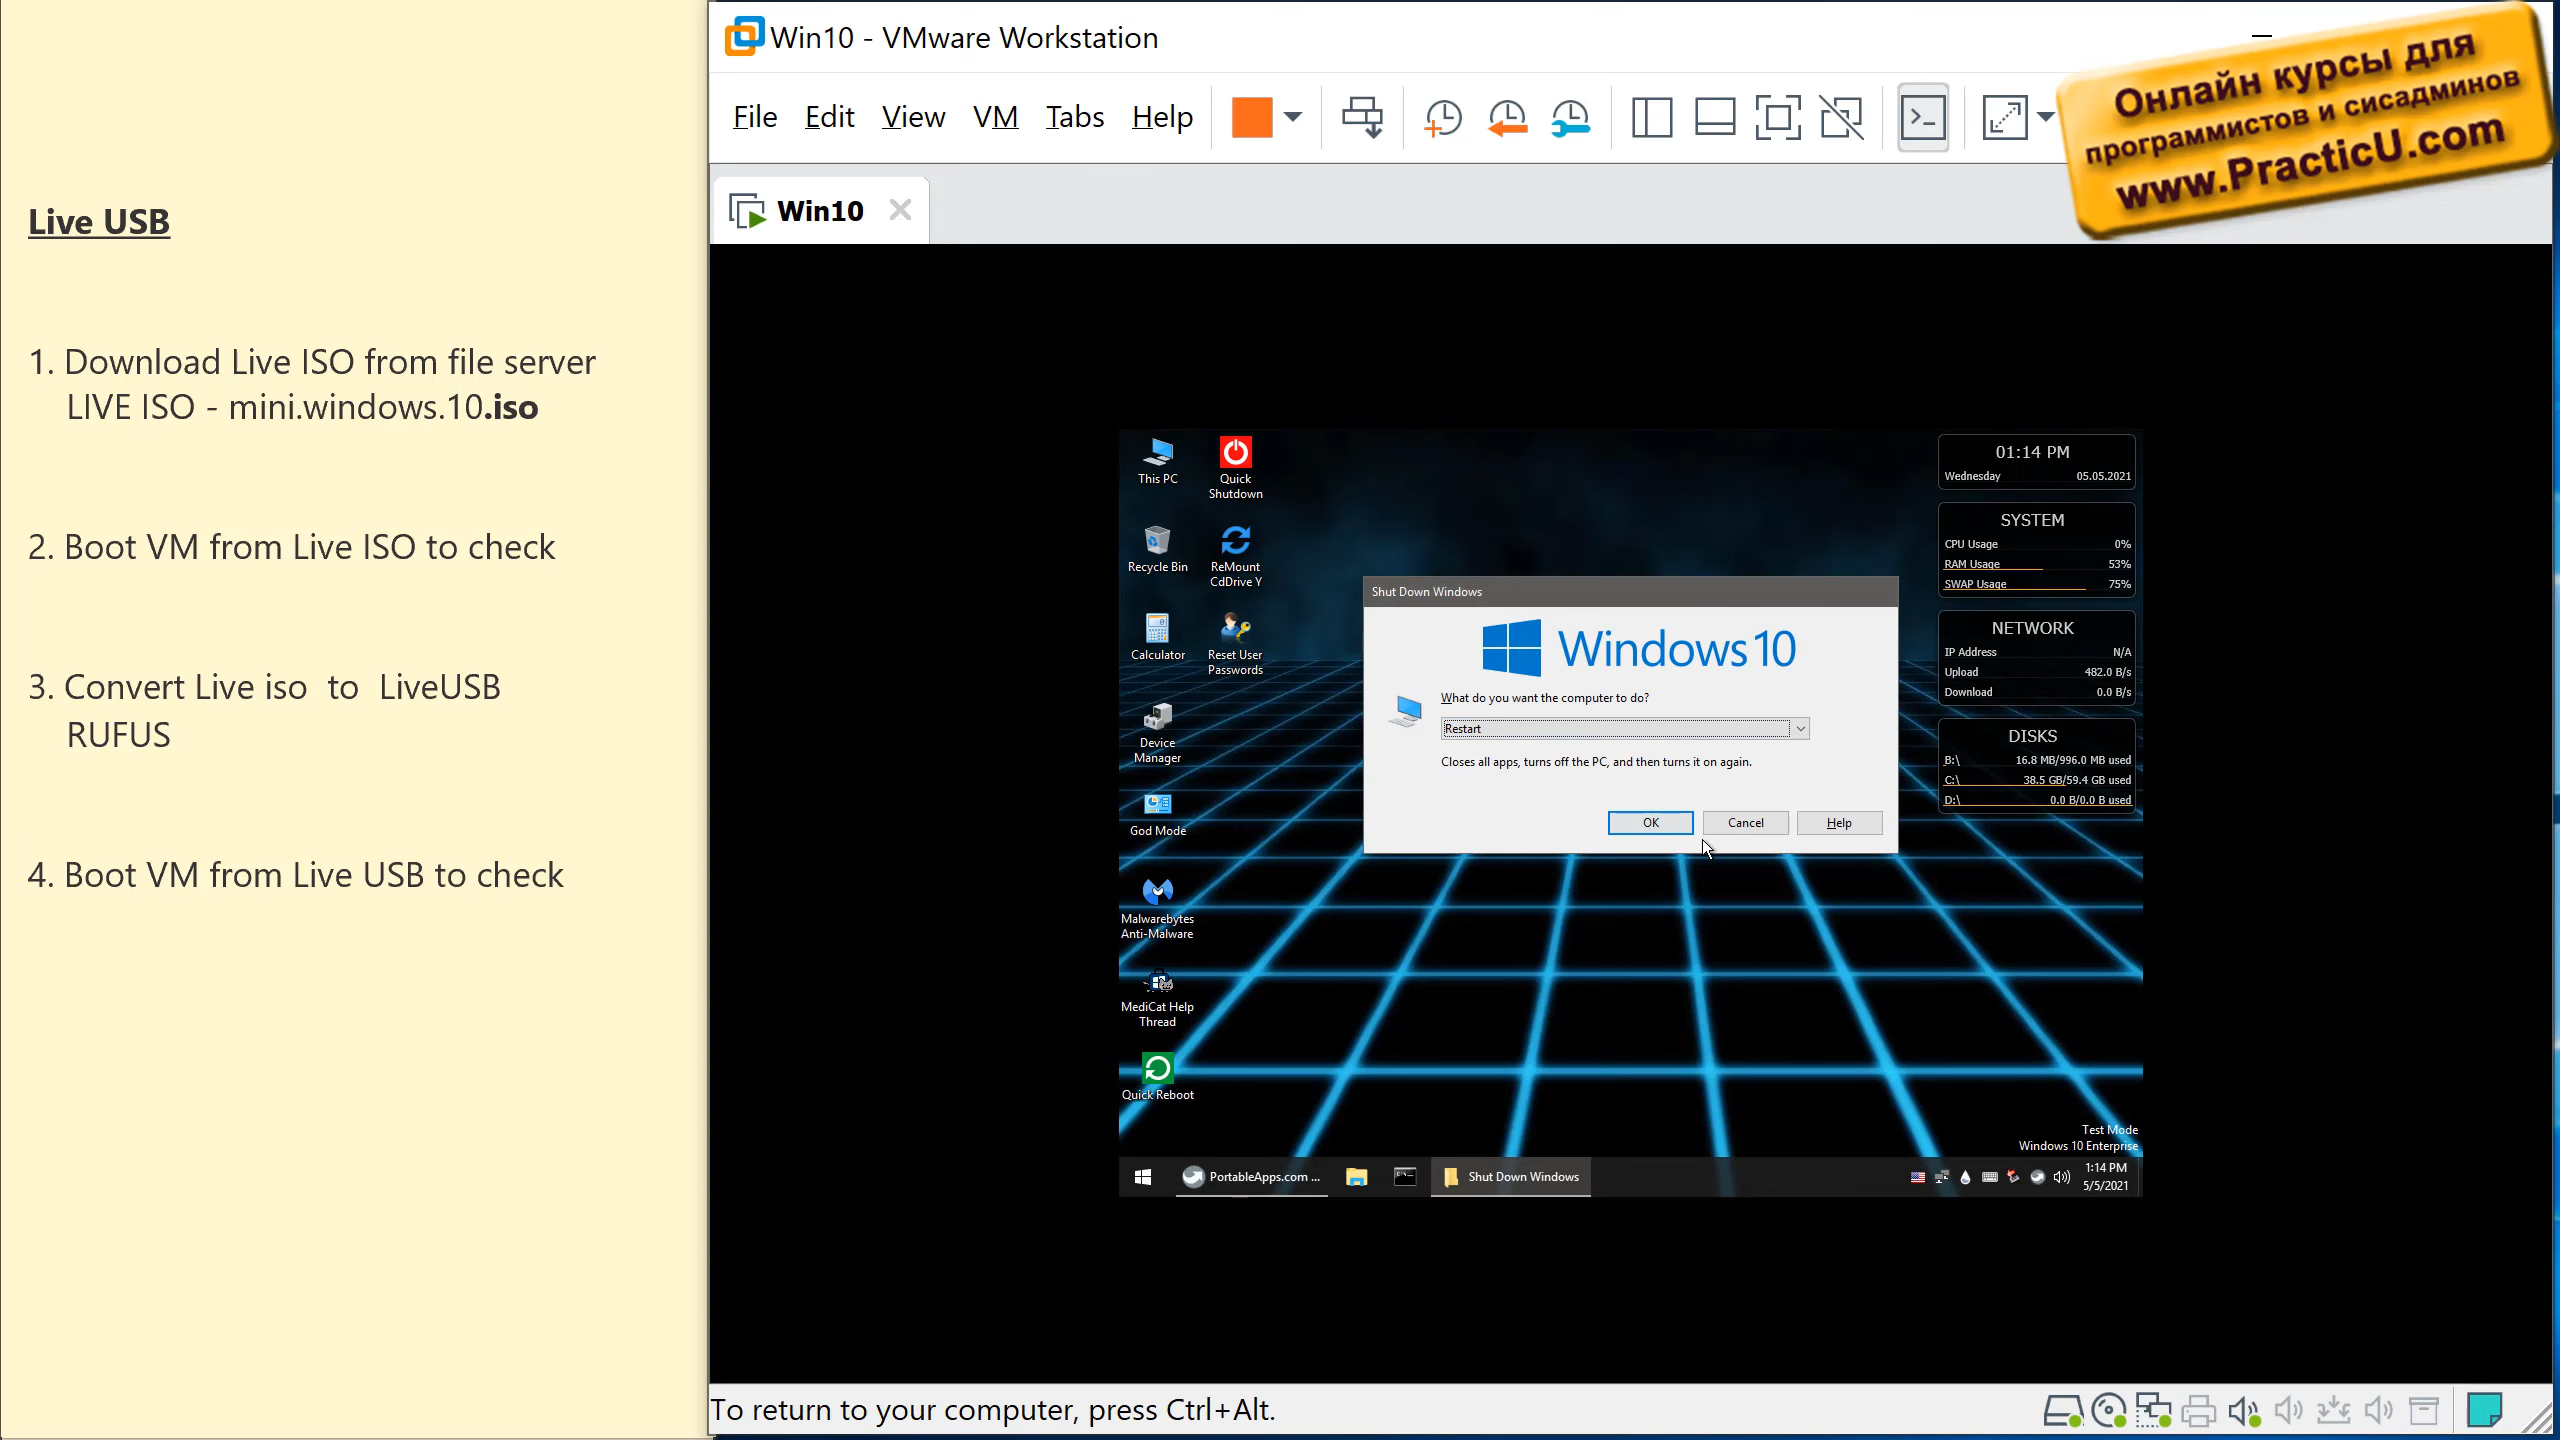 Live USB
1. Download Live ISO from file server
LIVE ISO - mini.windows.10.iso
2. Boot VM from Live ISO to check
3. Convert Live iso to LiveUSB
RUFUS
4. Boot VM from Live USB to check
Win10 - VMware Workstation
File Edit View VM Tabs Help
Онлайн курсы для
программистов и сисадминов
www.PracticU.com
Win10
This PC
Quick
Shutdown
Recycle Bin
ReMount
CdDrive Y
Calculator
Reset User
Passwords
Device
Manager
God Mode
Malwarebytes
Anti-Malware
MediCat Help
Thread
Quick Reboot
Shut Down Windows
Windows 10
What do you want the computer to do?
Restart
Closes all apps, turns off the PC, and then turns it on again.
OK Cancel Help
01:14 PM
Wednesday 05.05.2021
SYSTEM
CPU Usage 0%
RAM Usage 53%
SWAP Usage 75%
NETWORK
IP Address N/A
Upload 482.0 B/s
Download 0.0 B/s
DISKS
B:\ 16.8 MB/996.0 MB used
C:\ 38.5 GB/59.4 GB used
D:\ 0.0 B/0.0 B used
Test Mode
Windows 10 Enterprise
PortableApps.com ...
Shut Down Windows
1:14 PM
5/5/2021
To return to your computer, press Ctrl+Alt.